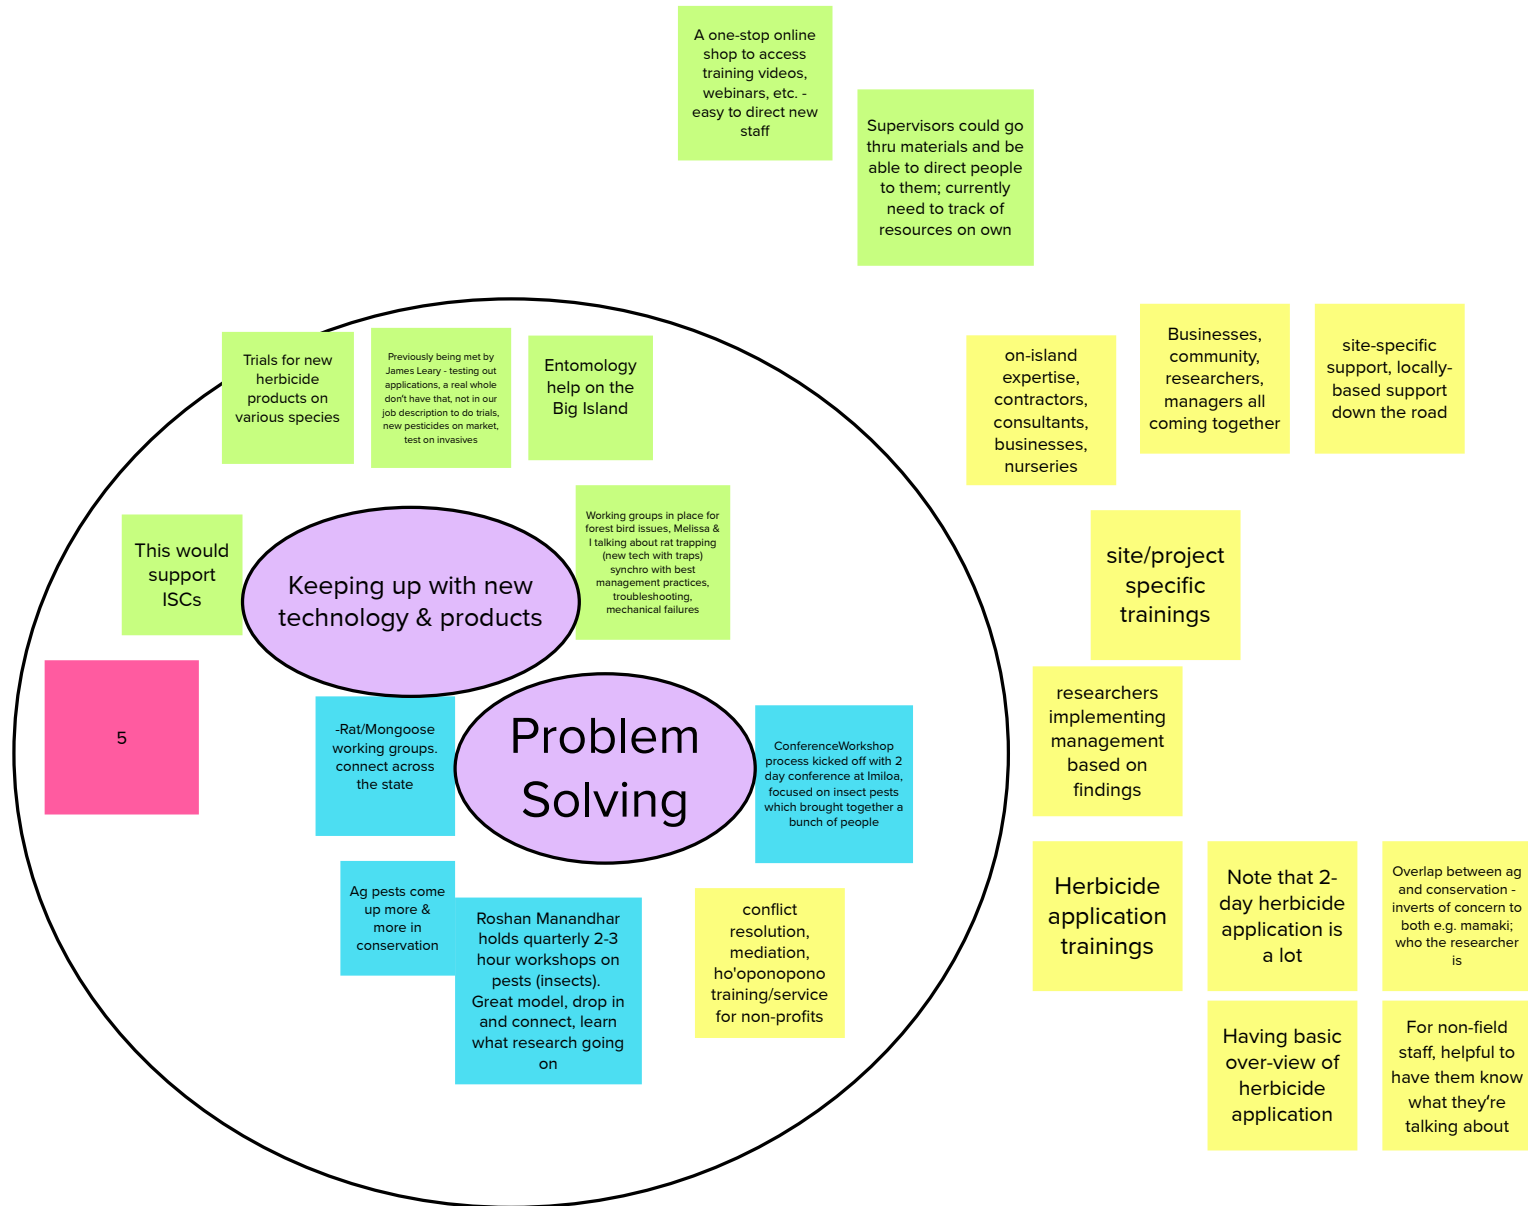 A one-stop online
shop to access
training videos,
webinars, etc. -
easy to direct new
staff
Supervisors could go
thru materials and be
able to direct people
to them; currently
need to track of
resources on own
Trials for new
herbicide
products on
various species
Previously being met by
James Leary - testing out
applications, a real whole
don't have that, not in our
job description to do trials,
new pesticides on market,
test on invasives
Entomology
help on the
Big Island
on-island
expertise,
contractors,
consultants,
businesses,
nurseries
Businesses,
community,
researchers,
managers all
coming together
site-specific
support, locally-
based support
down the road
This would
support
ISCs
Keeping up with new
technology & products
Working groups in place for
forest bird issues, Melissa &
I talking about rat trapping
(new tech with traps)
synchro with best
management practices,
troubleshooting,
mechanical failures
site/project
specific
trainings
5
-Rat/Mongoose
working groups.
connect across
the state
Problem
Solving
ConferenceWorkshop
process kicked off with 2
day conference at Imiloa,
focused on insect pests
which brought together a
bunch of people
researchers
implementing
management
based on
findings
Ag pests come
up more &
more in
conservation
Roshan Manandhar
holds quarterly 2-3
hour workshops on
pests (insects).
Great model, drop in
and connect, learn
what research going
on
conflict
resolution,
mediation,
ho'oponopono
training/service
for non-profits
Herbicide
application
trainings
Note that 2-
day herbicide
application is
a lot
Overlap between ag
and conservation -
inverts of concern to
both e.g. mamaki;
who the researcher
is
Having basic
over-view of
herbicide
application
For non-field
staff, helpful to
have them know
what they're
talking about